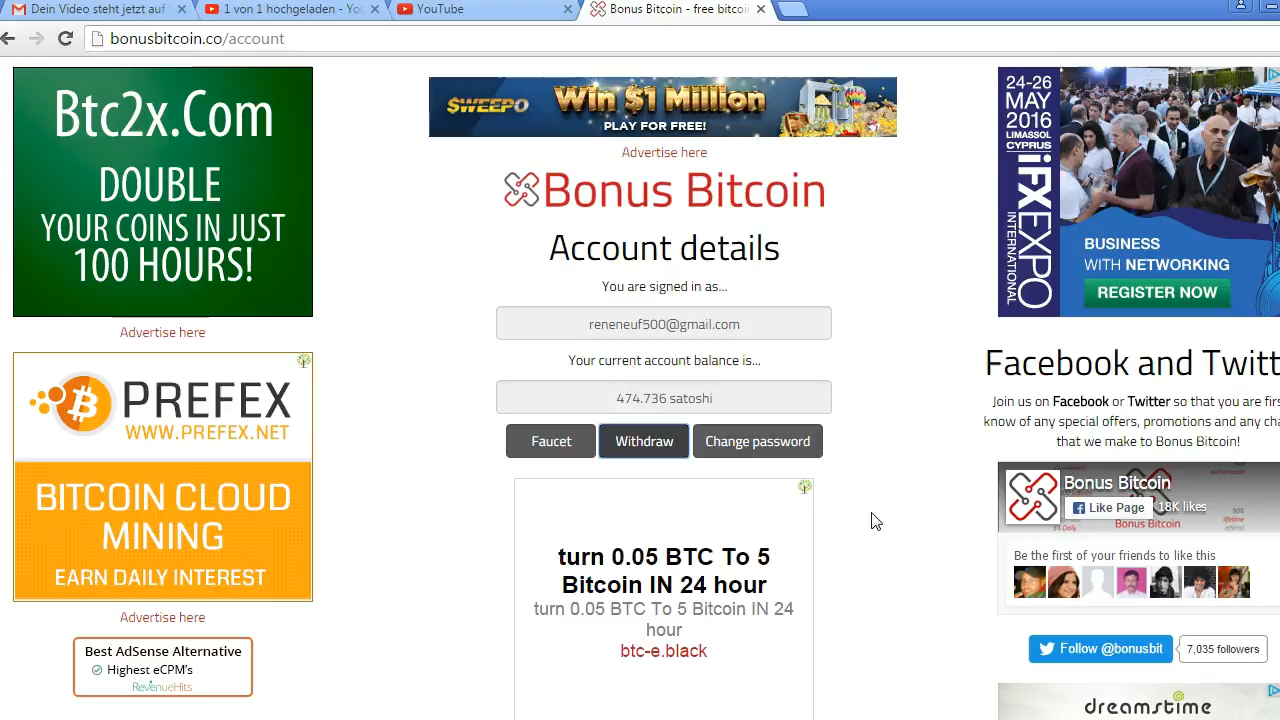 Dein Video steht jetzt auf
1 von 1 hochgeladen - Yo
YouTube
Bonus Bitcoin - free bitcoi
bonusbitcoin.co/account
Btc2x.Com
DOUBLE
YOUR COINS IN JUST
100 HOURS!
Advertise here
PREFEX
WWW.PREFEX.NET
BITCOIN CLOUD
MINING
EARN DAILY INTEREST
Advertise here
Best AdSense Alternative
Highest eCPM's
RevenueHits
$WEEPO
Win $1 Million
PLAY FOR FREE!
Advertise here
Bonus Bitcoin
Account details
You are signed in as...
reneneuf500@gmail.com
Your current account balance is...
474.736 satoshi
Faucet
Withdraw
Change password
turn 0.05 BTC To 5
Bitcoin IN 24 hour
turn 0.05 BTC To 5 Bitcoin IN 24
hour
btc-e.black
24-26
MAY
2016
LIMASSOL
CYPRUS
iFXEXPO
INTERNATIONAL
BUSINESS
WITH NETWORKING
REGISTER NOW
Facebook and Twitt
Join us on Facebook or Twitter so that you are firs
know of any special offers, promotions and any cha
that we make to Bonus Bitcoin!
Bonus Bitcoin
Like Page
18K likes
5% Daily
Bonus Bitcoin
50%
lifetime
referral
Be the first of your friends to like this
Follow @bonusbit
7,035 followers
dreamstime